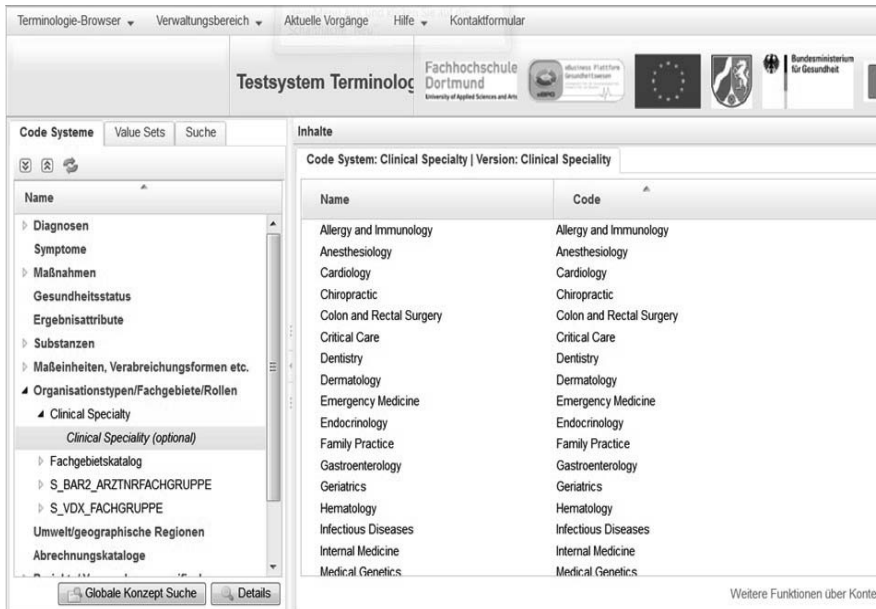 Terminologie-Browser Verwaltungsbereich Aktuelle Vorgänge Hilfe Kontaktformular
Testsystem Terminolog
Fachhochschule
Dortmund
University of Applied Sciences and Arts
eBusiness Plattform
Gesundheitswesen
eBPG
Bundesministerium
für Gesundheit
Code Systeme Value Sets Suche
Name
Diagnosen
Symptome
Maßnahmen
Gesundheitsstatus
Ergebnisattribute
Substanzen
Maßeinheiten, Verabreichungsformen etc.
Organisationstypen/Fachgebiete/Rollen
Clinical Specialty
Clinical Speciality (optional)
Fachgebietskatalog
S_BAR2_ARZTNRFACHGRUPPE
S_VDX_FACHGRUPPE
Umwelt/geographische Regionen
Abrechnungskataloge
Globale Konzept Suche Details
Inhalte
Code System: Clinical Specialty | Version: Clinical Speciality
Name Code
Allergy and Immunology Allergy and Immunology
Anesthesiology Anesthesiology
Cardiology Cardiology
Chiropractic Chiropractic
Colon and Rectal Surgery Colon and Rectal Surgery
Critical Care Critical Care
Dentistry Dentistry
Dermatology Dermatology
Emergency Medicine Emergency Medicine
Endocrinology Endocrinology
Family Practice Family Practice
Gastroenterology Gastroenterology
Geriatrics Geriatrics
Hematology Hematology
Infectious Diseases Infectious Diseases
Internal Medicine Internal Medicine
Medical Genetics Medical Genetics
Weitere Funktionen über Konte